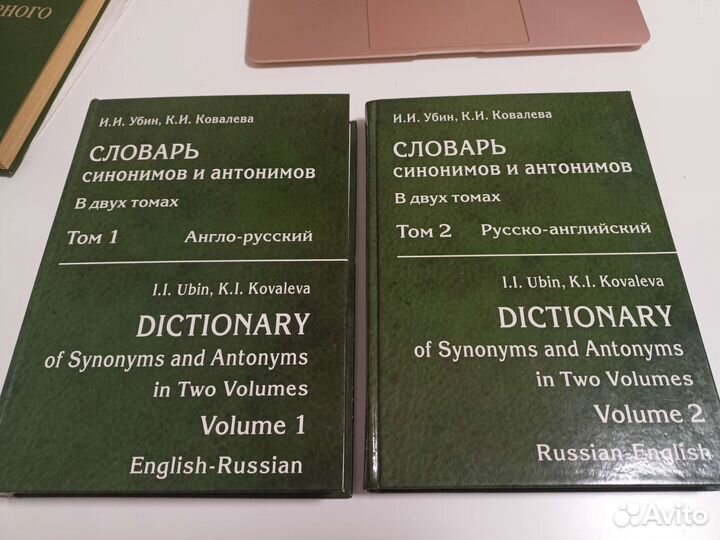 РНОГО
И.И. Убин, К.И. Ковалева
СЛОВАРЬ
синонимов и антонимов
В двух томах
Том 1 Англо-русский
I.I. Ubin, K.I. Kovaleva
DICTIONARY
of Synonyms and Antonyms
in Two Volumes
Volume 1
English-Russian
И.И. Убин, К.И. Ковалева
СЛОВАРЬ
синонимов и антонимов
В двух томах
Том 2 Русско-английский
I.I. Ubin, K.I. Kovaleva
DICTIONARY
of Synonyms and Antonyms
in Two Volumes
Volume 2
Russian-English
Avito